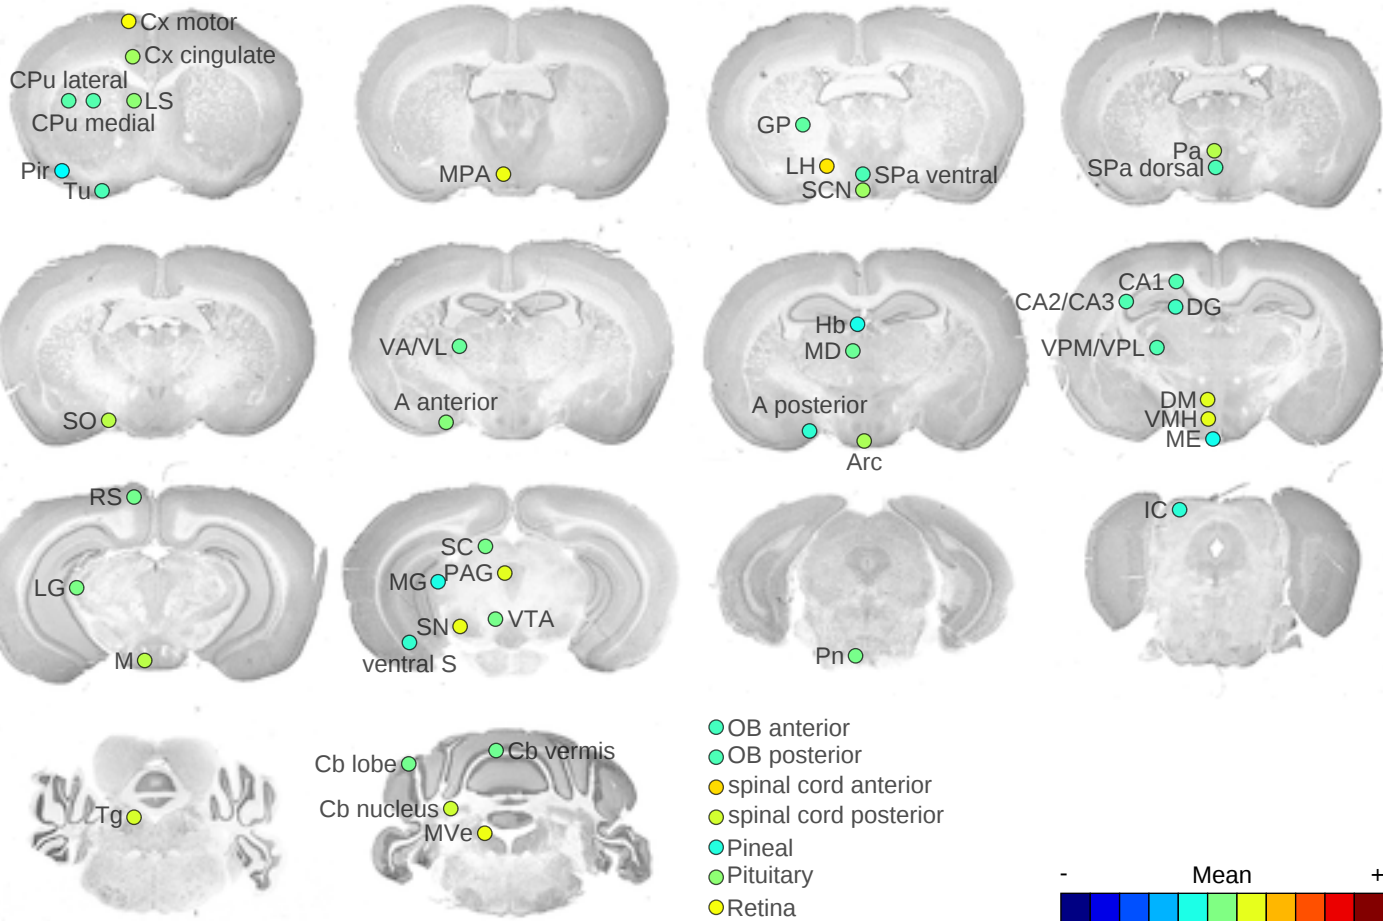 Cx motor
Cx cingulate
CPu lateral
LS
CPu medial
Pir
Tu
MPA
GP
LH
SPa ventral
SCN
Pa
SPa dorsal
SO
VA/VL
A anterior
Hb
MD
A posterior
Arc
CA1
CA2/CA3
DG
VPM/VPL
DM
VMH
ME
RS
LG
M
SC
MG
PAG
SN
VTA
ventral S
Pn
IC
Tg
Cb lobe
Cb vermis
Cb nucleus
MVe
OB anterior
OB posterior
spinal cord anterior
spinal cord posterior
Pineal
Pituitary
Retina
- Mean +